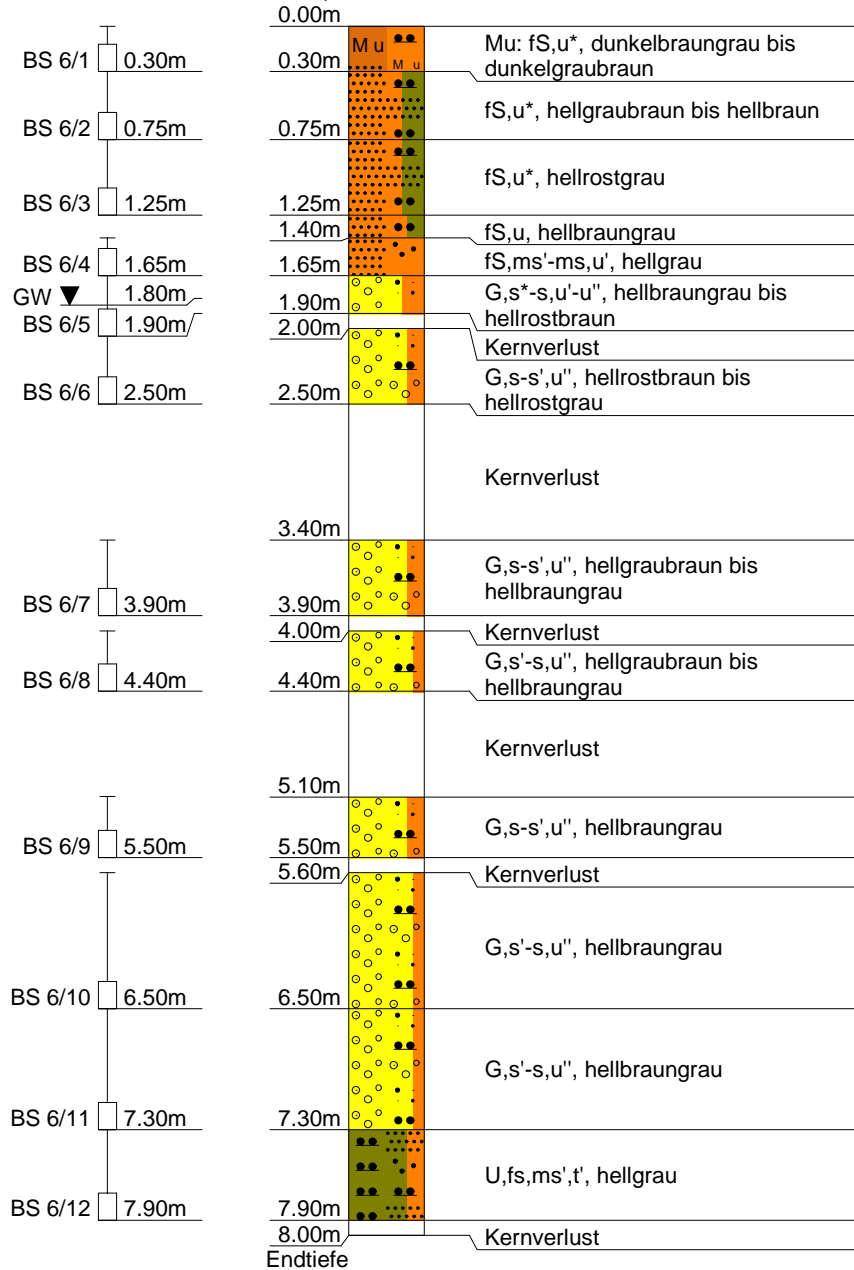 0.00m
Mu
Mu: fS,u*, dunkelbraungrau bis
dunkelgraubraun
BS 6/1 0.30m
0.30m
M u
fS,u*, hellgraubraun bis hellbraun
BS 6/2 0.75m
0.75m
fS,u*, hellrostgrau
BS 6/3 1.25m
1.25m
1.40m
fS,u, hellbraungrau
BS 6/4 1.65m
1.65m
fS,ms'-ms,u', hellgrau
GW 1.80m
1.90m
G,s*-s,u'-u'', hellbraungrau bis
hellrostbraun
BS 6/5 1.90m
2.00m
Kernverlust
BS 6/6 2.50m
2.50m
G,s-s',u'', hellrostbraun bis
hellrostgrau
Kernverlust
3.40m
G,s-s',u'', hellgraubraun bis
hellbraungrau
BS 6/7 3.90m
3.90m
4.00m
Kernverlust
BS 6/8 4.40m
4.40m
G,s'-s,u'', hellgraubraun bis
hellbraungrau
Kernverlust
5.10m
G,s-s',u'', hellbraungrau
BS 6/9 5.50m
5.50m
5.60m
Kernverlust
G,s'-s,u'', hellbraungrau
BS 6/10 6.50m
6.50m
G,s'-s,u'', hellbraungrau
BS 6/11 7.30m
7.30m
U,fs,ms',t', hellgrau
BS 6/12 7.90m
7.90m
8.00m
Kernverlust
Endtiefe